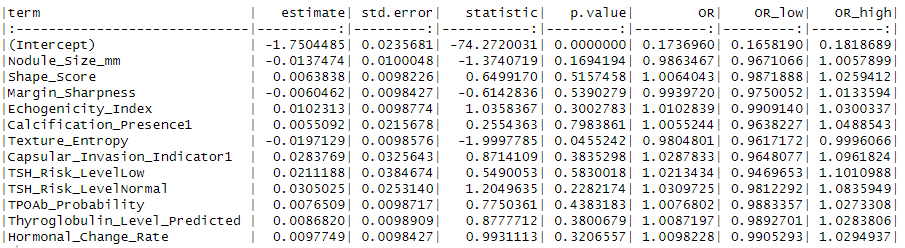 |term                         |   estimate| std.error|   statistic|   p.value|        OR|    OR_low|   OR_high|
|:----------------------------|----------:|---------:|-----------:|---------:|---------:|---------:|---------:|
|(Intercept)                  | -1.7504485| 0.0235681| -74.2720031| 0.0000000| 0.1736960| 0.1658190| 0.1818689|
|Nodule_Size_mm               | -0.0137474| 0.0100048|  -1.3740719| 0.1694194| 0.9863467| 0.9671066| 1.0057899|
|Shape_Score                  |  0.0063838| 0.0098226|   0.6499170| 0.5157458| 1.0064043| 0.9871888| 1.0259412|
|Margin_Sharpness             | -0.0060462| 0.0098427|  -0.6142836| 0.5390279| 0.9939720| 0.9750052| 1.0133594|
|Echogenicity_Index           |  0.0102313| 0.0098774|   1.0358367| 0.3002783| 1.0102839| 0.9909140| 1.0300337|
|Calcification_Presence1      |  0.0055092| 0.0215678|   0.2554363| 0.7983861| 1.0055244| 0.9638227| 1.0488543|
|Texture_Entropy              | -0.0197129| 0.0098576|  -1.9997785| 0.0455242| 0.9804801| 0.9617172| 0.9996066|
|Capsular_Invasion_Indicator1 |  0.0283769| 0.0325643|   0.8714109| 0.3835298| 1.0287833| 0.9648077| 1.0961824|
|TSH_Risk_LevelLow            |  0.0211188| 0.0384674|   0.5490053| 0.5830018| 1.0213434| 0.9469653| 1.1010988|
|TSH_Risk_LevelNormal         |  0.0305025| 0.0253140|   1.2049635| 0.2282174| 1.0309725| 0.9812292| 1.0835949|
|TPOAb_Probability            |  0.0076509| 0.0098717|   0.7750361| 0.4383183| 1.0076802| 0.9883357| 1.0273308|
|Thyroglobulin_Level_Predicted|  0.0086820| 0.0098909|   0.8777712| 0.3800679| 1.0087197| 0.9892701| 1.0283806|
|Hormonal_Change_Rate         |  0.0097749| 0.0098427|   0.9931113| 0.3206557| 1.0098228| 0.9905293| 1.0294937|